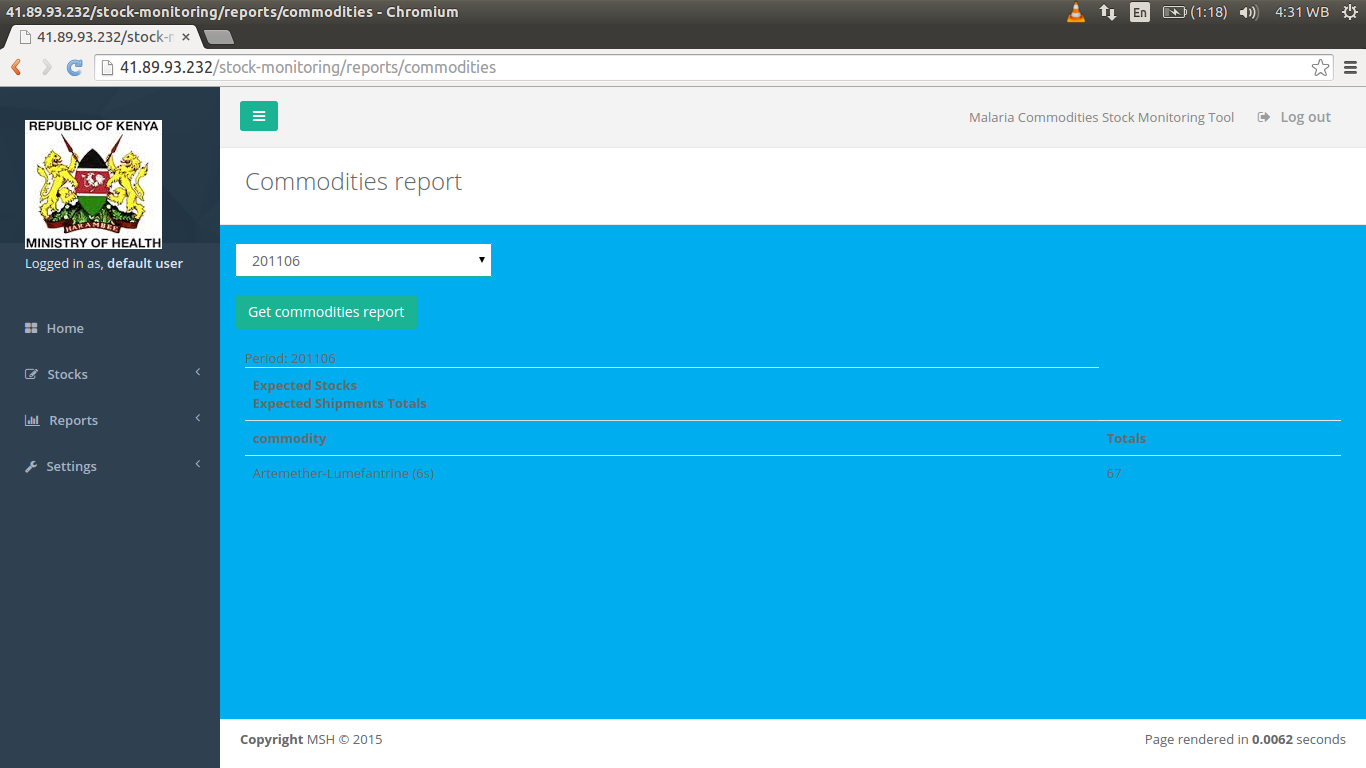 41.89.93.232/stock-monitoring/reports/commodities - Chromium
En (1:18) 4:31 WB
41.89.93.232/stock-r
41.89.93.232/stock-monitoring/reports/commodities
REPUBLIC OF KENYA
HARAMBEE
MINISTRY OF HEALTH
Logged in as, default user
Home
Stocks
Reports
Settings
Malaria Commodities Stock Monitoring Tool Log out
Commodities report
201106
Get commodities report
Period: 201106
Expected Stocks
Expected Shipments Totals
commodity Totals
Artemether-Lumefantrine (6s) 67
Copyright MSH © 2015 Page rendered in 0.0062 seconds